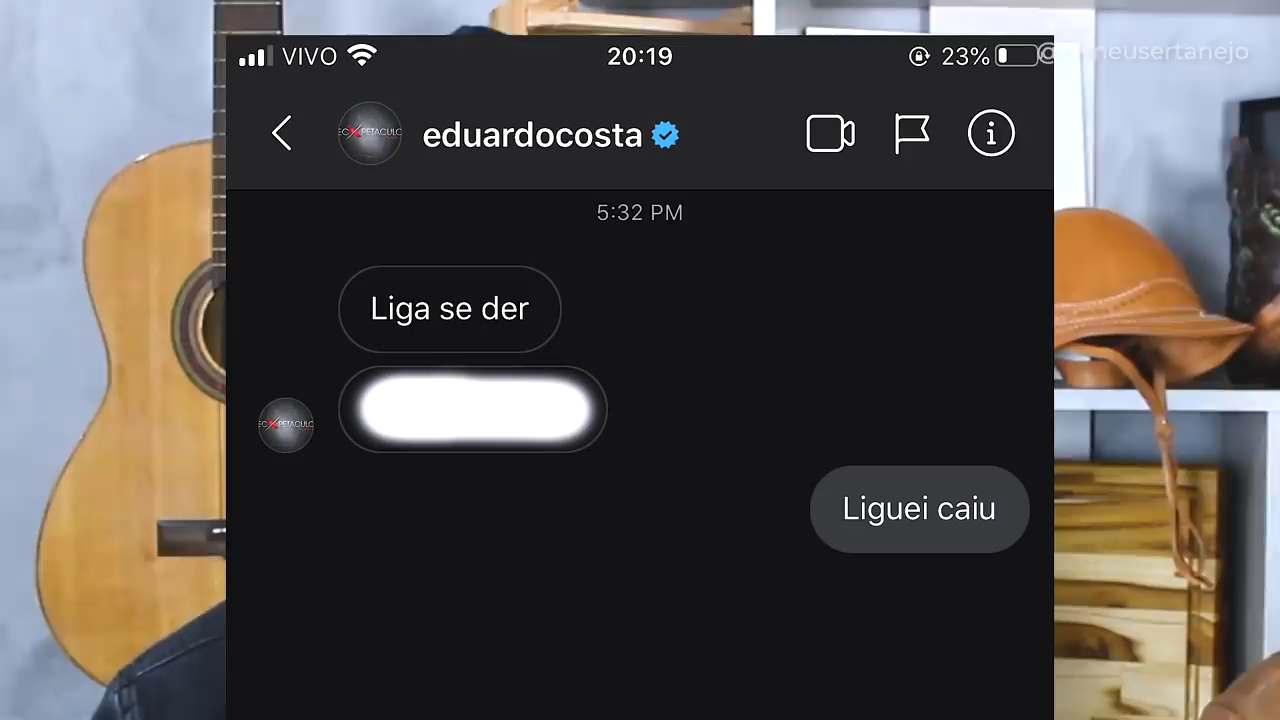 VIVO 20:19 23%
eduardocosta
5:32 PM
Liga se der
Liguei caiu